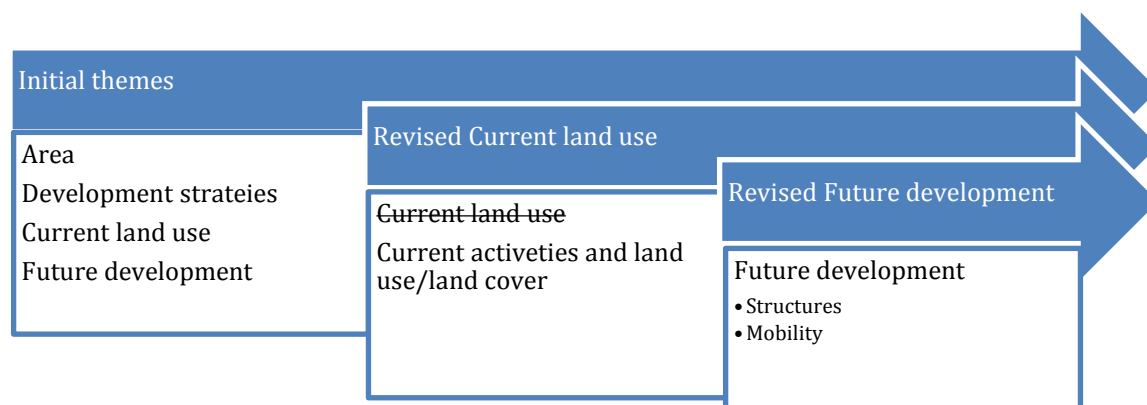 Initial themes
Area
Development strateies
Current land use
Future development
Revised Current land use
Current land use
Current activeties and land
use/land cover
Revised Future development
Future development
• Structures
• Mobility